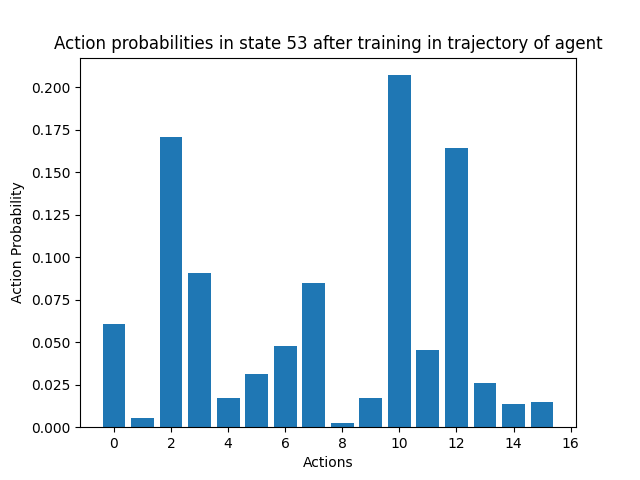 Action probabilities in state 53 after training in trajectory of agent
0.200
0.175
0.150
0.125
0.100
0.075
0.050
0.025
0.000
Action Probability
0 2 4 6 8 10 12 14 16
Actions